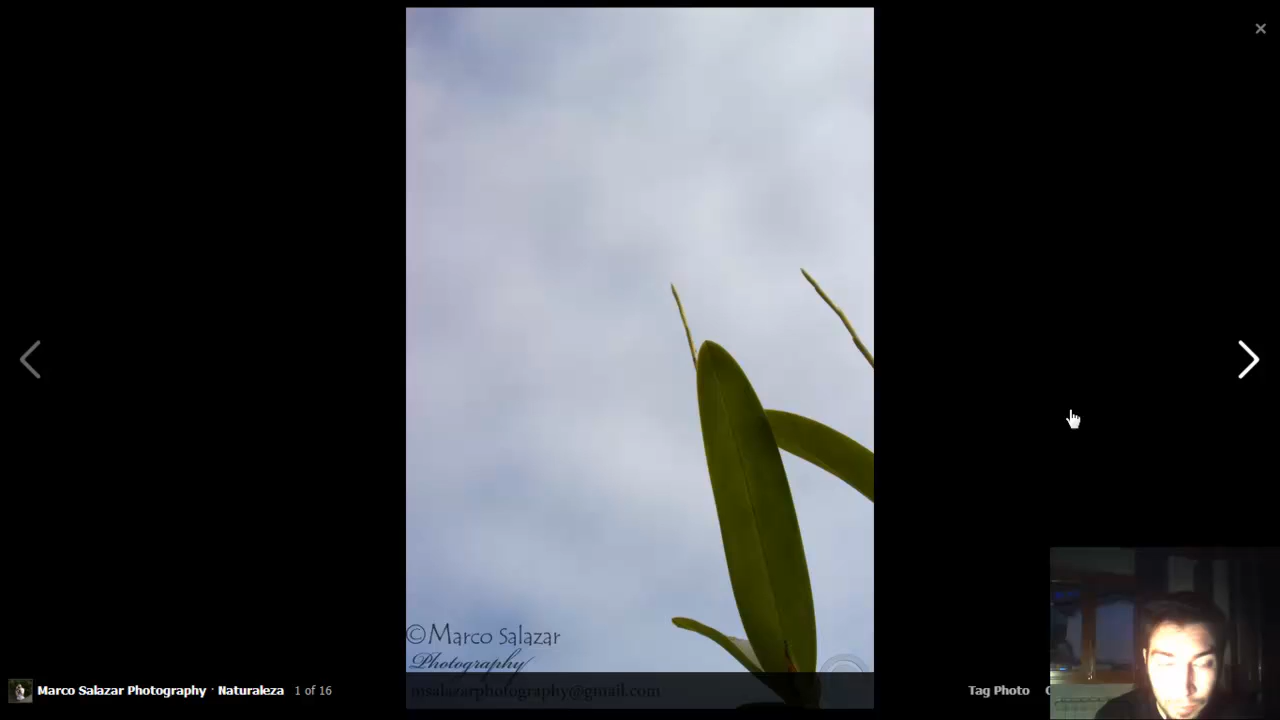 ©Marco Salazar
Photography
msalazarphotography@gmail.com
Marco Salazar Photography · Naturaleza 1 of 16
Tag Photo